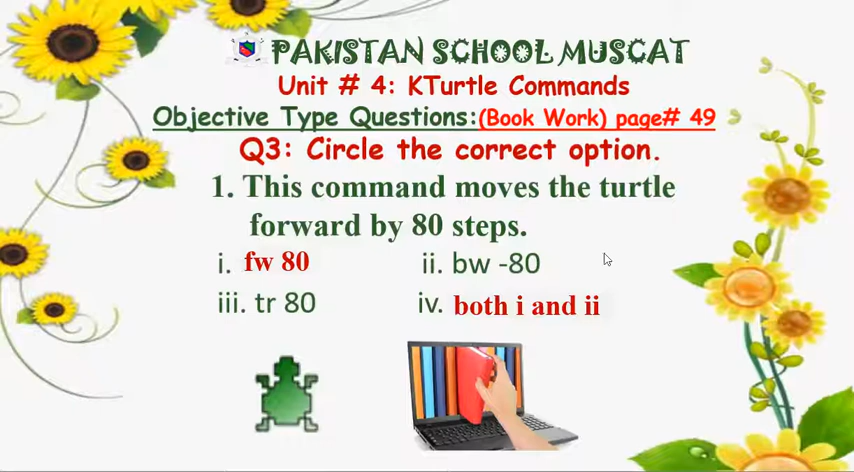 PAKISTAN SCHOOL MUSCAT
Unit # 4: KTurtle Commands
Objective Type Questions:(Book Work) page# 49
Q3: Circle the correct option.
1. This command moves the turtle
forward by 80 steps.
i. fw 80 ii. bw -80
iii. tr 80 iv. both i and ii